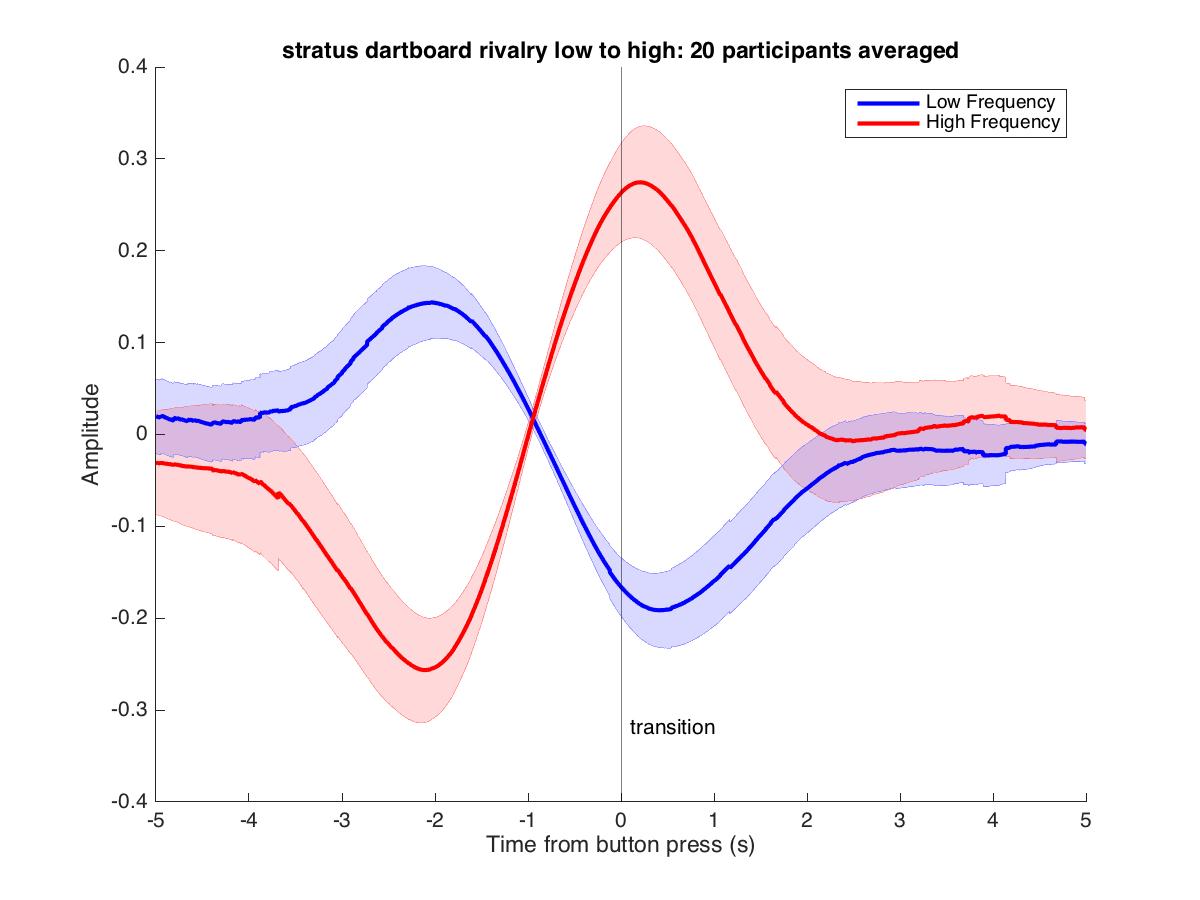 stratus dartboard rivalry low to high: 20 participants averaged
Low Frequency
High Frequency
0.4
0.3
0.2
0.1
0
-0.1
-0.2
-0.3
-0.4
Amplitude
transition
-5 -4 -3 -2 -1 0 1 2 3 4 5
Time from button press (s)